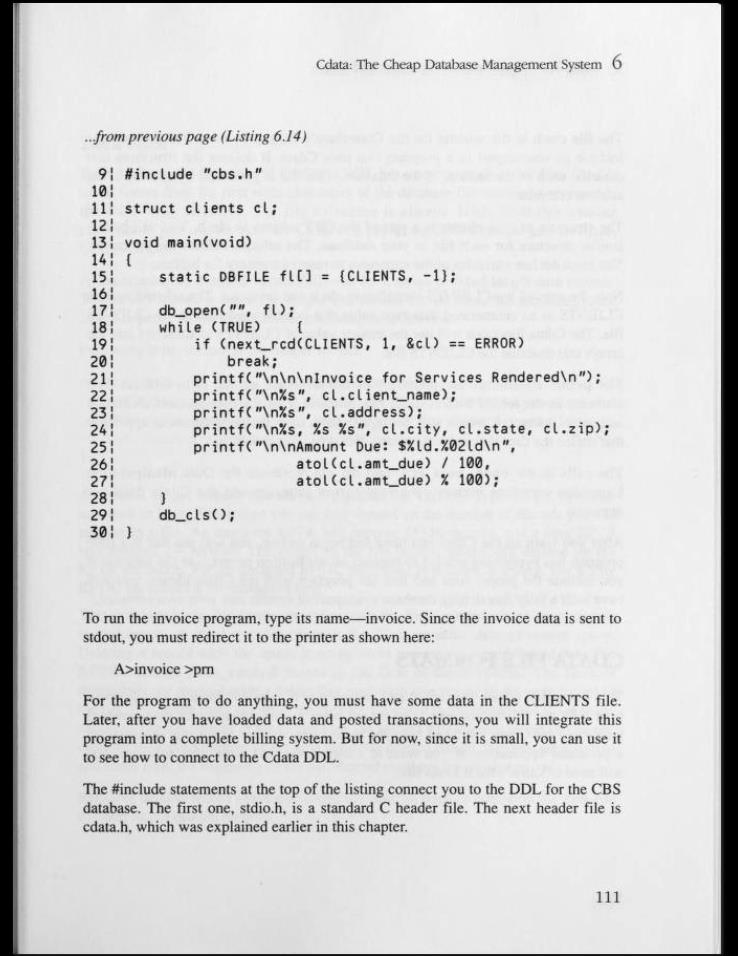 Cdata: The Cheap Database Management System 6
...from previous page (Listing 6.14)
9¦ #include "cbs.h"
10¦
11¦ struct clients cl;
12¦
13¦ void main(void)
14¦ {
15¦     static DBFILE fl[] = {CLIENTS, -1};
16¦
17¦     db_open("", fl);
18¦     while (TRUE)    {
19¦         if (next_rcd(CLIENTS, 1, &cl) == ERROR)
20¦             break;
21¦         printf("\n\n\nInvoice for Services Rendered\n");
22¦         printf("\n%s", cl.client_name);
23¦         printf("\n%s", cl.address);
24¦         printf("\n%s, %s %s", cl.city, cl.state, cl.zip);
25¦         printf("\n\nAmount Due: $%ld.%02ld\n",
26¦                     atol(cl.amt_due) / 100,
27¦                     atol(cl.amt_due) % 100);
28¦     }
29¦     db_cls();
30¦ }
To run the invoice program, type its name—invoice. Since the invoice data is sent to
stdout, you must redirect it to the printer as shown here:
A>invoice >prn
For the program to do anything, you must have some data in the CLIENTS file.
Later, after you have loaded data and posted transactions, you will integrate this
program into a complete billing system. But for now, since it is small, you can use it
to see how to connect to the Cdata DDL.
The #include statements at the top of the listing connect you to the DDL for the CBS
database. The first one, stdio.h, is a standard C header file. The next header file is
cdata.h, which was explained earlier in this chapter.
111